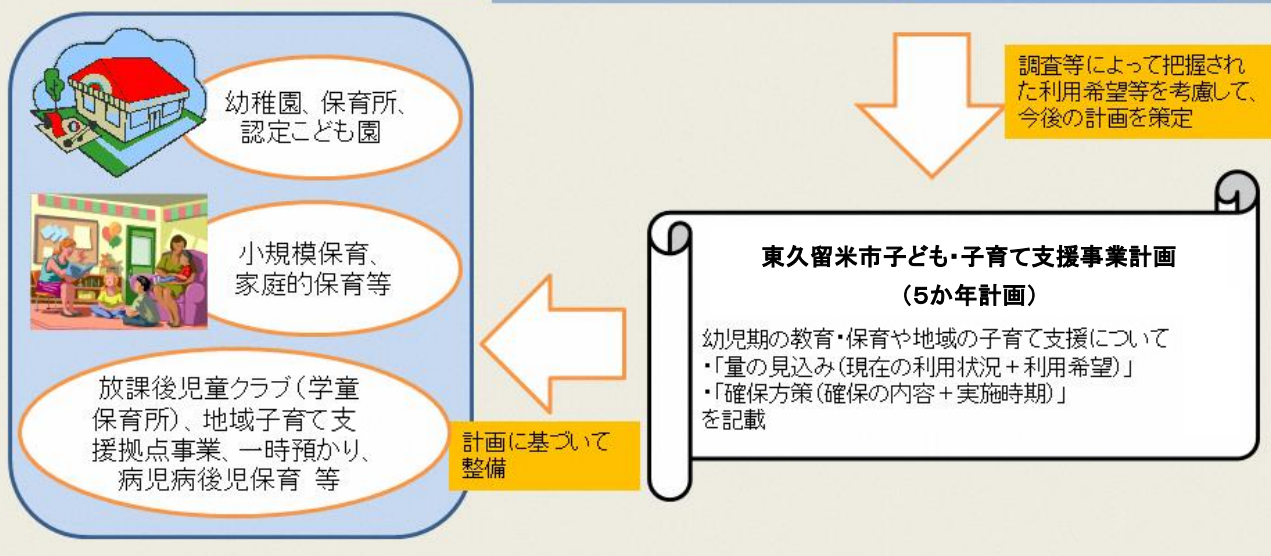 幼稚園、保育所、
認定こども園
小規模保育、
家庭的保育等
放課後児童クラブ(学童
保育所)、地域子育て支
援拠点事業、一時預かり、
病児病後児保育 等
調査等によって把握され
た利用希望等を考慮して、
今後の計画を策定
東久留米市子ども・子育て支援事業計画
(5か年計画)
幼児期の教育・保育や地域の子育て支援について
・「量の見込み(現在の利用状況+利用希望)」
・「確保方策(確保の内容+実施時期)」
を記載
計画に基づいて
整備